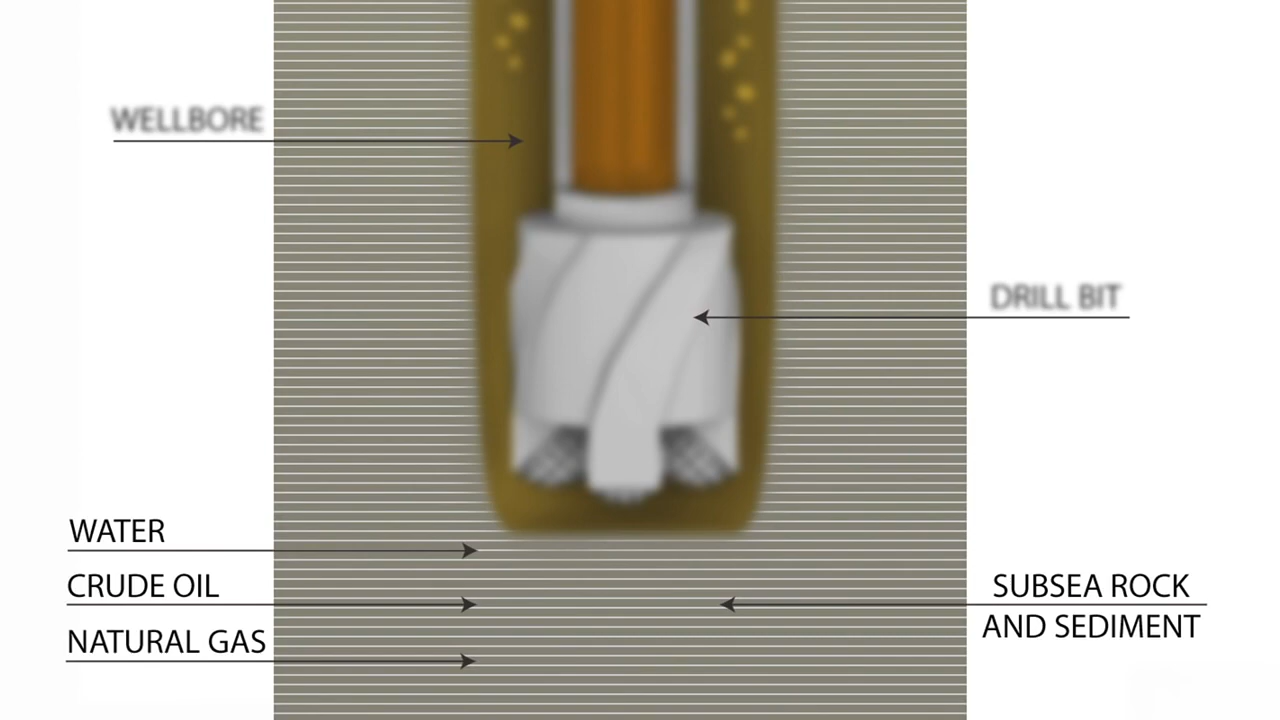 WELLBORE
DRILL BIT
WATER
CRUDE OIL
NATURAL GAS
SUBSEA ROCK
AND SEDIMENT